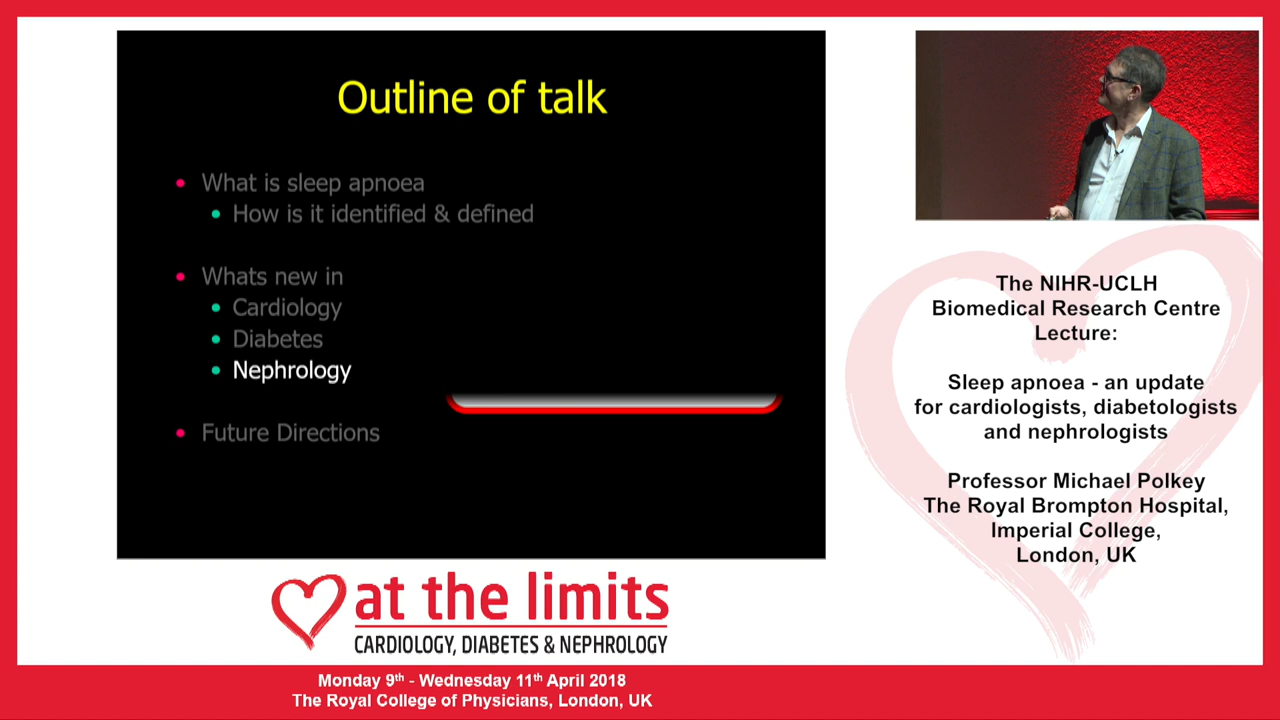 Outline of talk
What is sleep apnoea
How is it identified & defined
Whats new in
Cardiology
Diabetes
Nephrology
Future Directions
The NIHR-UCLH
Biomedical Research Centre
Lecture:
Sleep apnoea - an update
for cardiologists, diabetologists
and nephrologists
Professor Michael Polkey
The Royal Brompton Hospital,
Imperial College,
London, UK
at the limits
CARDIOLOGY, DIABETES & NEPHROLOGY
Monday 9th - Wednesday 11th April 2018
The Royal College of Physicians, London, UK